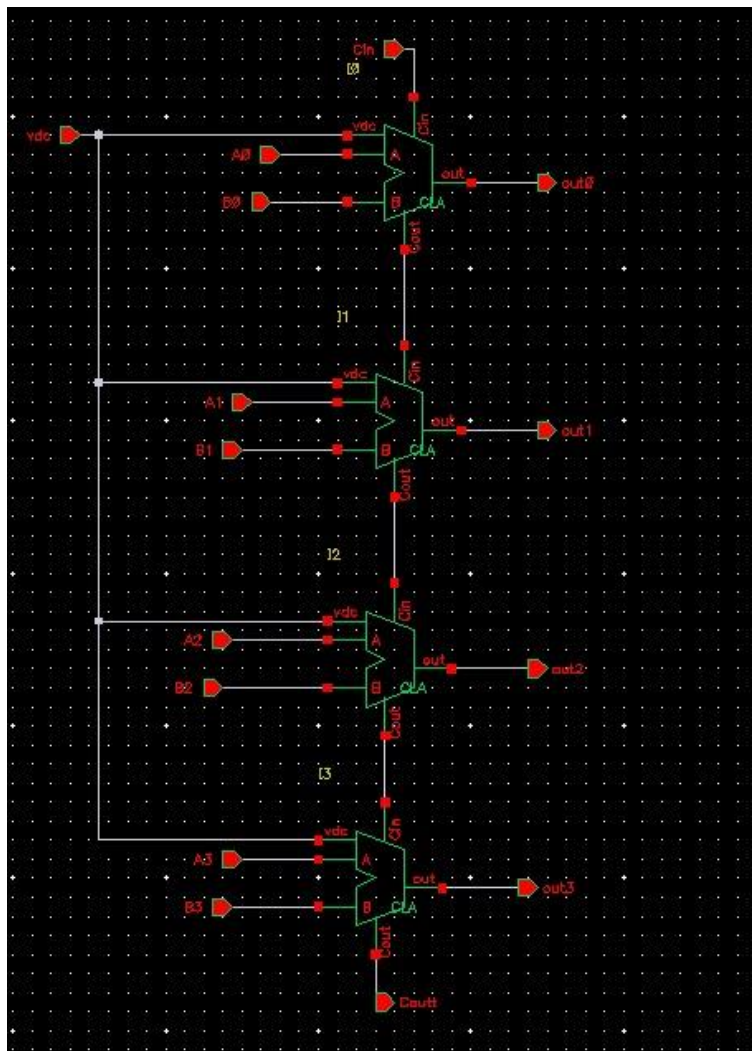 Cin
I0
Cin
vdc
vdc
A0
A
out
out0
B0
B
CLA
Cout
I1
Cin
vdc
A1
A
out
out1
B1
B
CLA
Cout
I2
Cin
vdc
A2
A
out
out2
B2
B
CLA
Cout
I3
Cin
vdc
A3
A
out
out3
B3
B
CLA
Cout
Coutt